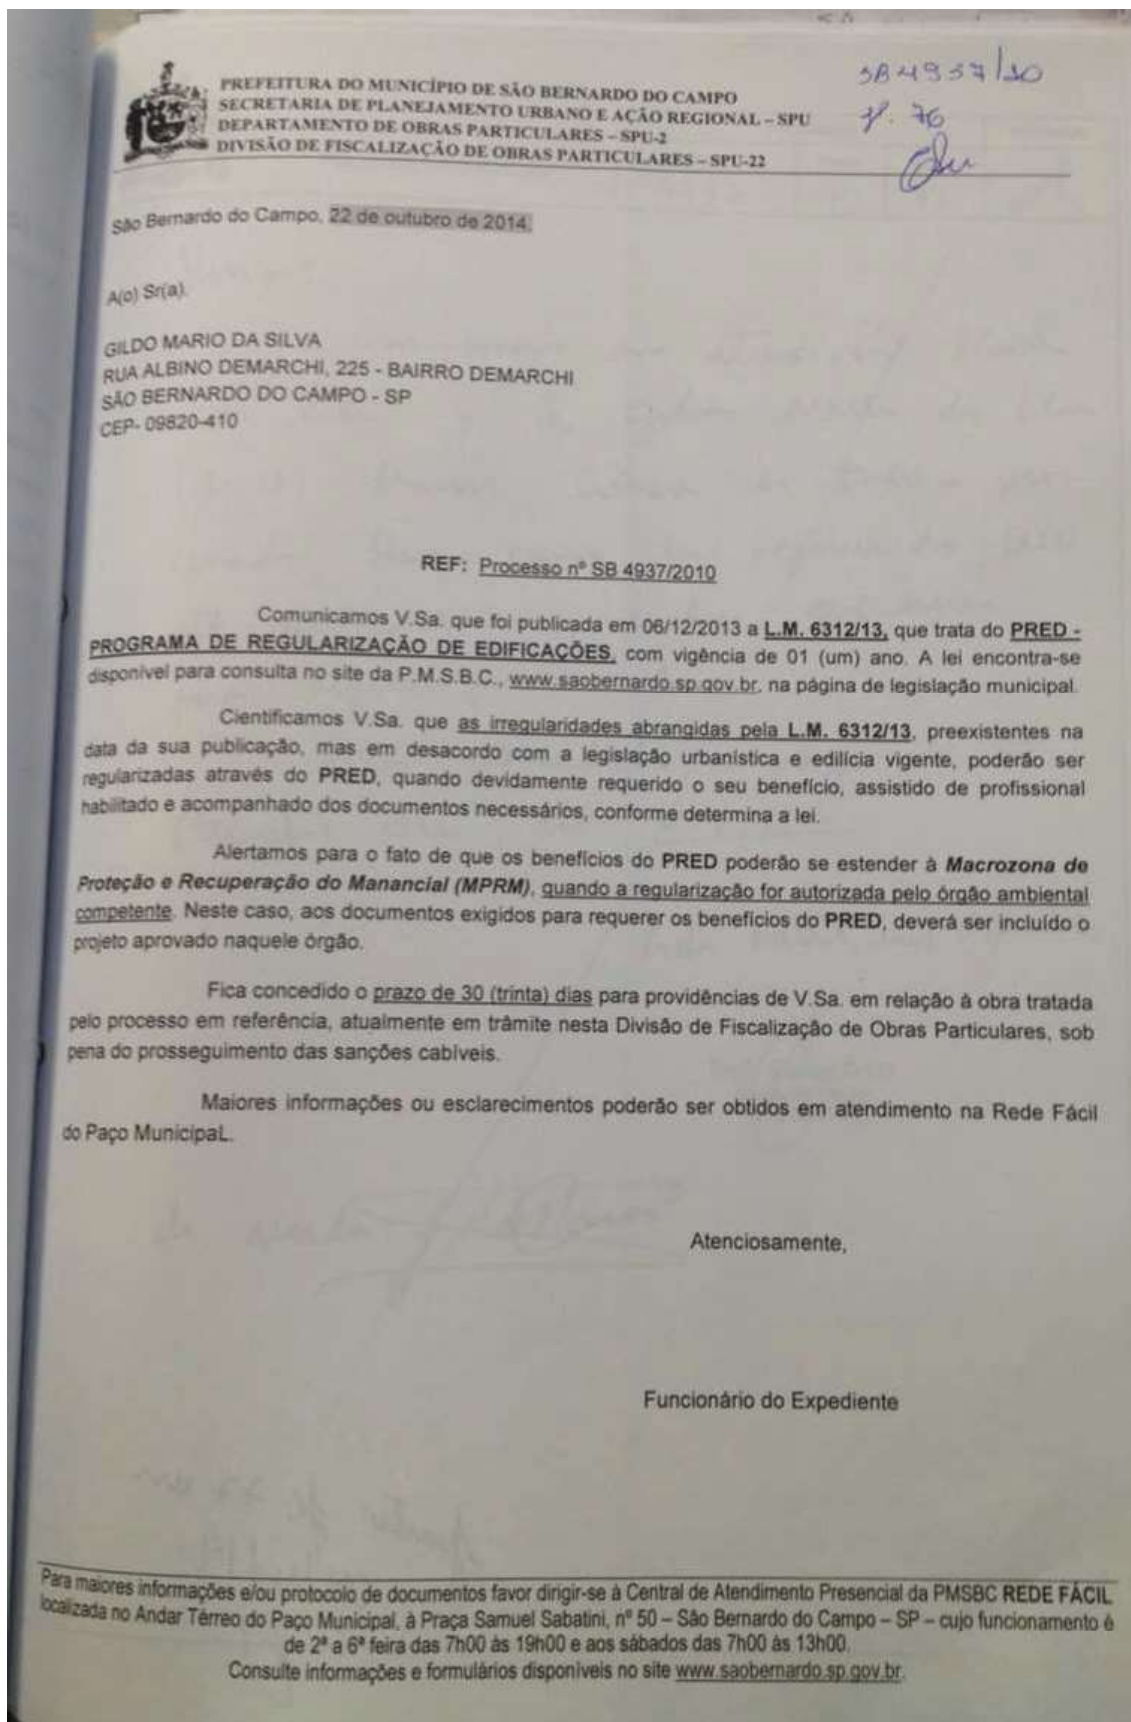 PREFEITURA DO MUNICÍPIO DE SÃO BERNARDO DO CAMPO
SECRETARIA DE PLANEJAMENTO URBANO E AÇÃO REGIONAL – SPU
DEPARTAMENTO DE OBRAS PARTICULARES – SPU-2
DIVISÃO DE FISCALIZAÇÃO DE OBRAS PARTICULARES – SPU-22
SB 4937/10
76
São Bernardo do Campo, 22 de outubro de 2014.
A(o) Sr(a).
GILDO MARIO DA SILVA
RUA ALBINO DEMARCHI, 225 - BAIRRO DEMARCHI
SÃO BERNARDO DO CAMPO - SP
CEP- 09820-410
REF: Processo nº SB 4937/2010
Comunicamos V.Sa. que foi publicada em 06/12/2013 a L.M. 6312/13, que trata do PRED -
PROGRAMA DE REGULARIZAÇÃO DE EDIFICAÇÕES, com vigência de 01 (um) ano. A lei encontra-se
disponível para consulta no site da P.M.S.B.C., www.saobernardo.sp.gov.br, na página de legislação municipal.
Cientificamos V.Sa. que as irregularidades abrangidas pela L.M. 6312/13, preexistentes na
data da sua publicação, mas em desacordo com a legislação urbanística e edilícia vigente, poderão ser
regularizadas através do PRED, quando devidamente requerido o seu benefício, assistido de profissional
habilitado e acompanhado dos documentos necessários, conforme determina a lei.
Alertamos para o fato de que os benefícios do PRED poderão se estender à Macrozona de
Proteção e Recuperação do Manancial (MPRM), quando a regularização for autorizada pelo órgão ambiental
competente. Neste caso, aos documentos exigidos para requerer os benefícios do PRED, deverá ser incluído o
projeto aprovado naquele órgão.
Fica concedido o prazo de 30 (trinta) dias para providências de V.Sa. em relação à obra tratada
pelo processo em referência, atualmente em trâmite nesta Divisão de Fiscalização de Obras Particulares, sob
pena do prosseguimento das sanções cabíveis.
Maiores informações ou esclarecimentos poderão ser obtidos em atendimento na Rede Fácil
do Paço MunicipaL.
Atenciosamente,
Funcionário do Expediente
Para maiores informações e/ou protocolo de documentos favor dirigir-se à Central de Atendimento Presencial da PMSBC REDE FÁCIL
localizada no Andar Térreo do Paço Municipal, à Praça Samuel Sabatini, nº 50 – São Bernardo do Campo – SP – cujo funcionamento é
de 2ª a 6ª feira das 7h00 às 19h00 e aos sábados das 7h00 às 13h00.
Consulte informações e formulários disponíveis no site www.saobernardo.sp.gov.br.